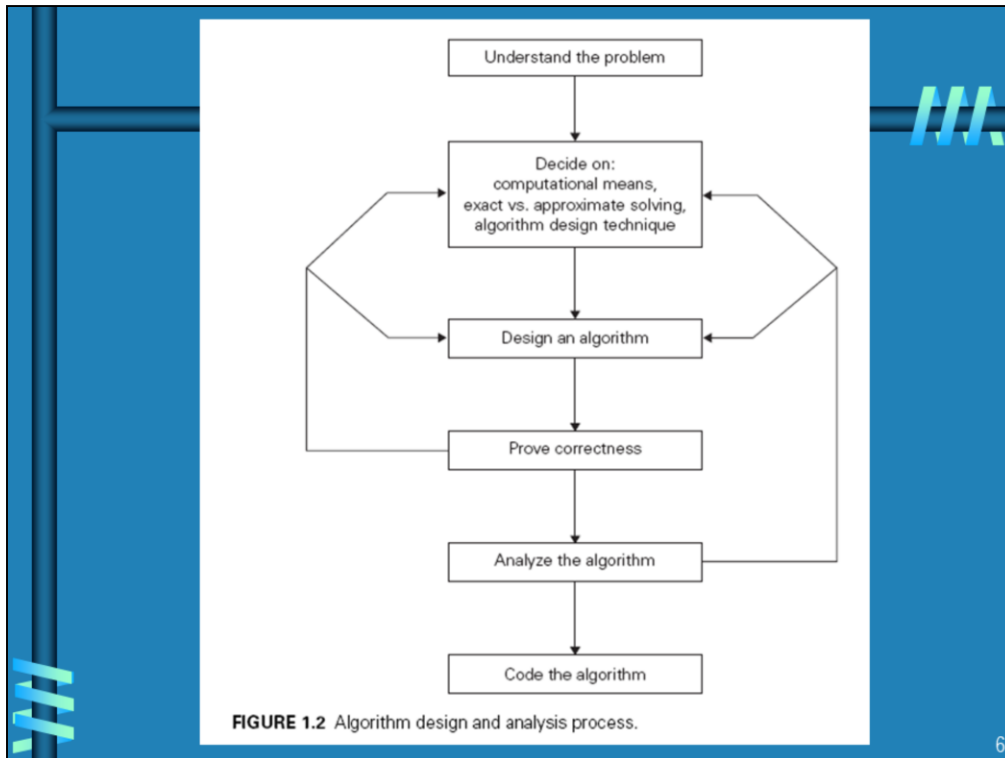 Understand the problem
Decide on:
computational means,
exact vs. approximate solving,
algorithm design technique
Design an algorithm
Prove correctness
Analyze the algorithm
Code the algorithm
FIGURE 1.2 Algorithm design and analysis process.
6